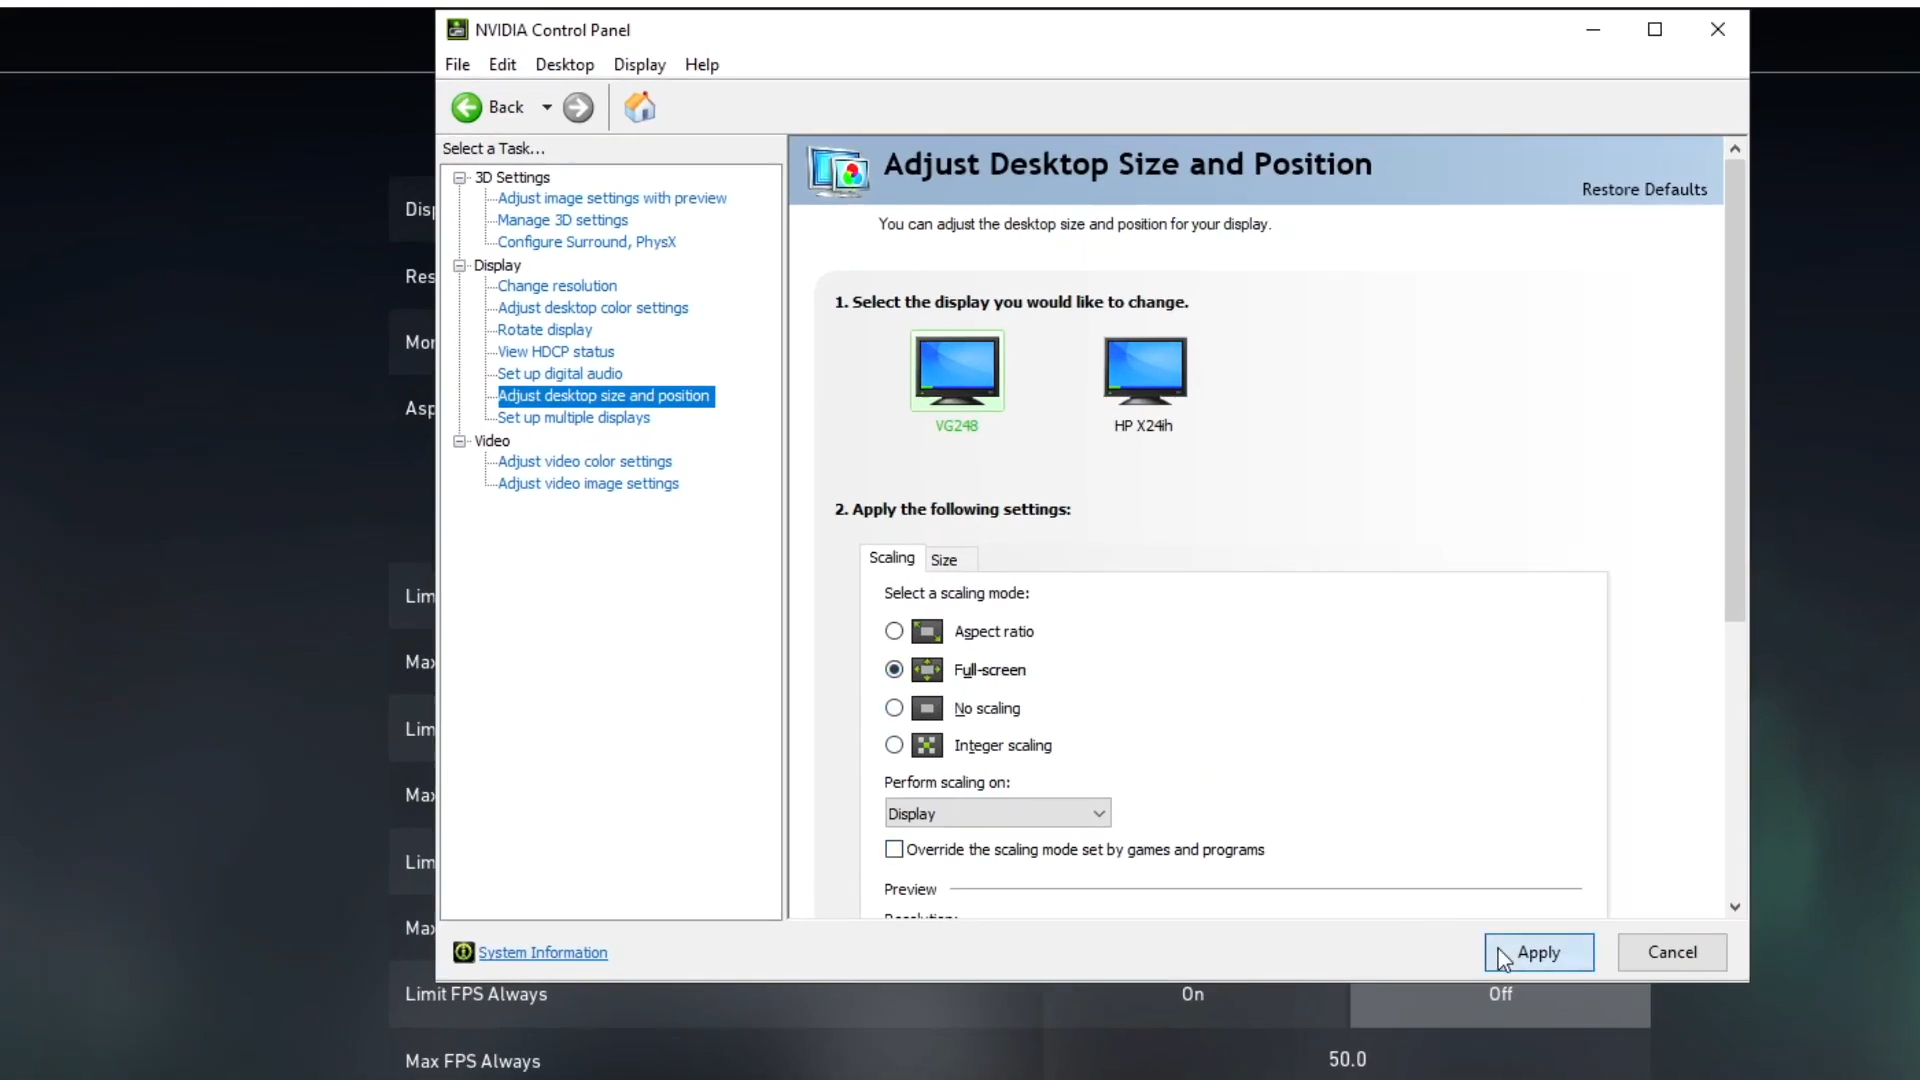 NVIDIA Control Panel
File Edit Desktop Display Help
Back
Select a Task...
3D Settings
Adjust image settings with preview
Manage 3D settings
Configure Surround, PhysX
Display
Change resolution
Adjust desktop color settings
Rotate display
View HDCP status
Set up digital audio
Adjust desktop size and position
Set up multiple displays
Video
Adjust video color settings
Adjust video image settings
Adjust Desktop Size and Position
Restore Defaults
You can adjust the desktop size and position for your display.
1. Select the display you would like to change.
VG248 HP X24ih
2. Apply the following settings:
Scaling Size
Select a scaling mode:
Aspect ratio
Full-screen
No scaling
Integer scaling
Perform scaling on:
Display
Override the scaling mode set by games and programs
Preview
System Information
Apply Cancel
Lim
Max
Lim
Max
Lim
Max
Limit FPS Always On Off
Max FPS Always 50.0